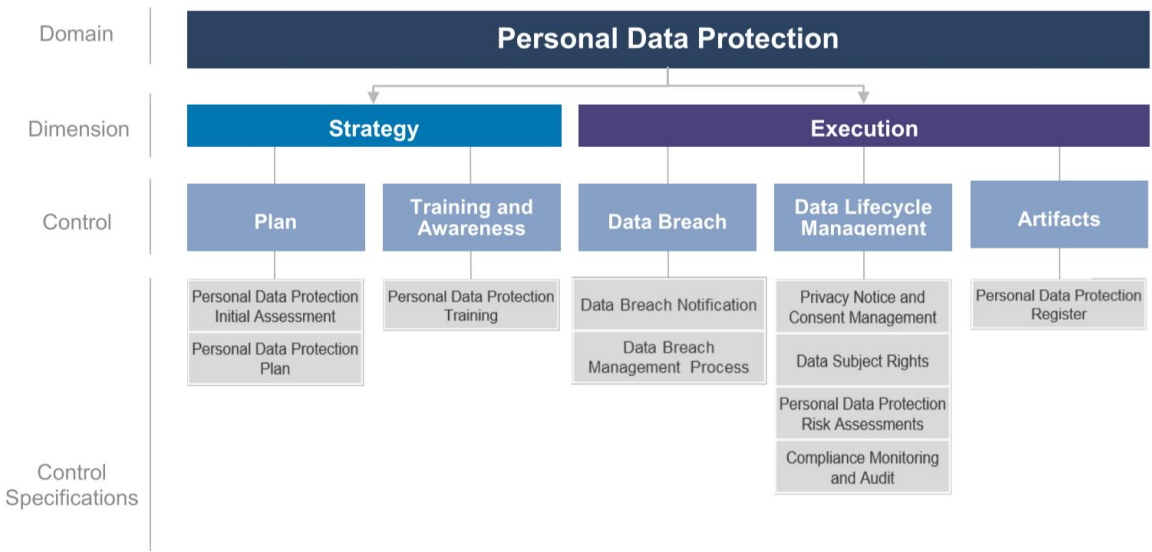 Domain
Personal Data Protection
Dimension
Strategy
Execution
Control
Plan
Training and
Awareness
Data Breach
Data Lifecycle
Management
Artifacts
Control
Specifications
Personal Data Protection
Initial Assessment
Personal Data Protection
Plan
Personal Data Protection
Training
Data Breach Notification
Data Breach
Management Process
Privacy Notice and
Consent Management
Data Subject Rights
Personal Data Protection
Risk Assessments
Compliance Monitoring
and Audit
Personal Data Protection
Register